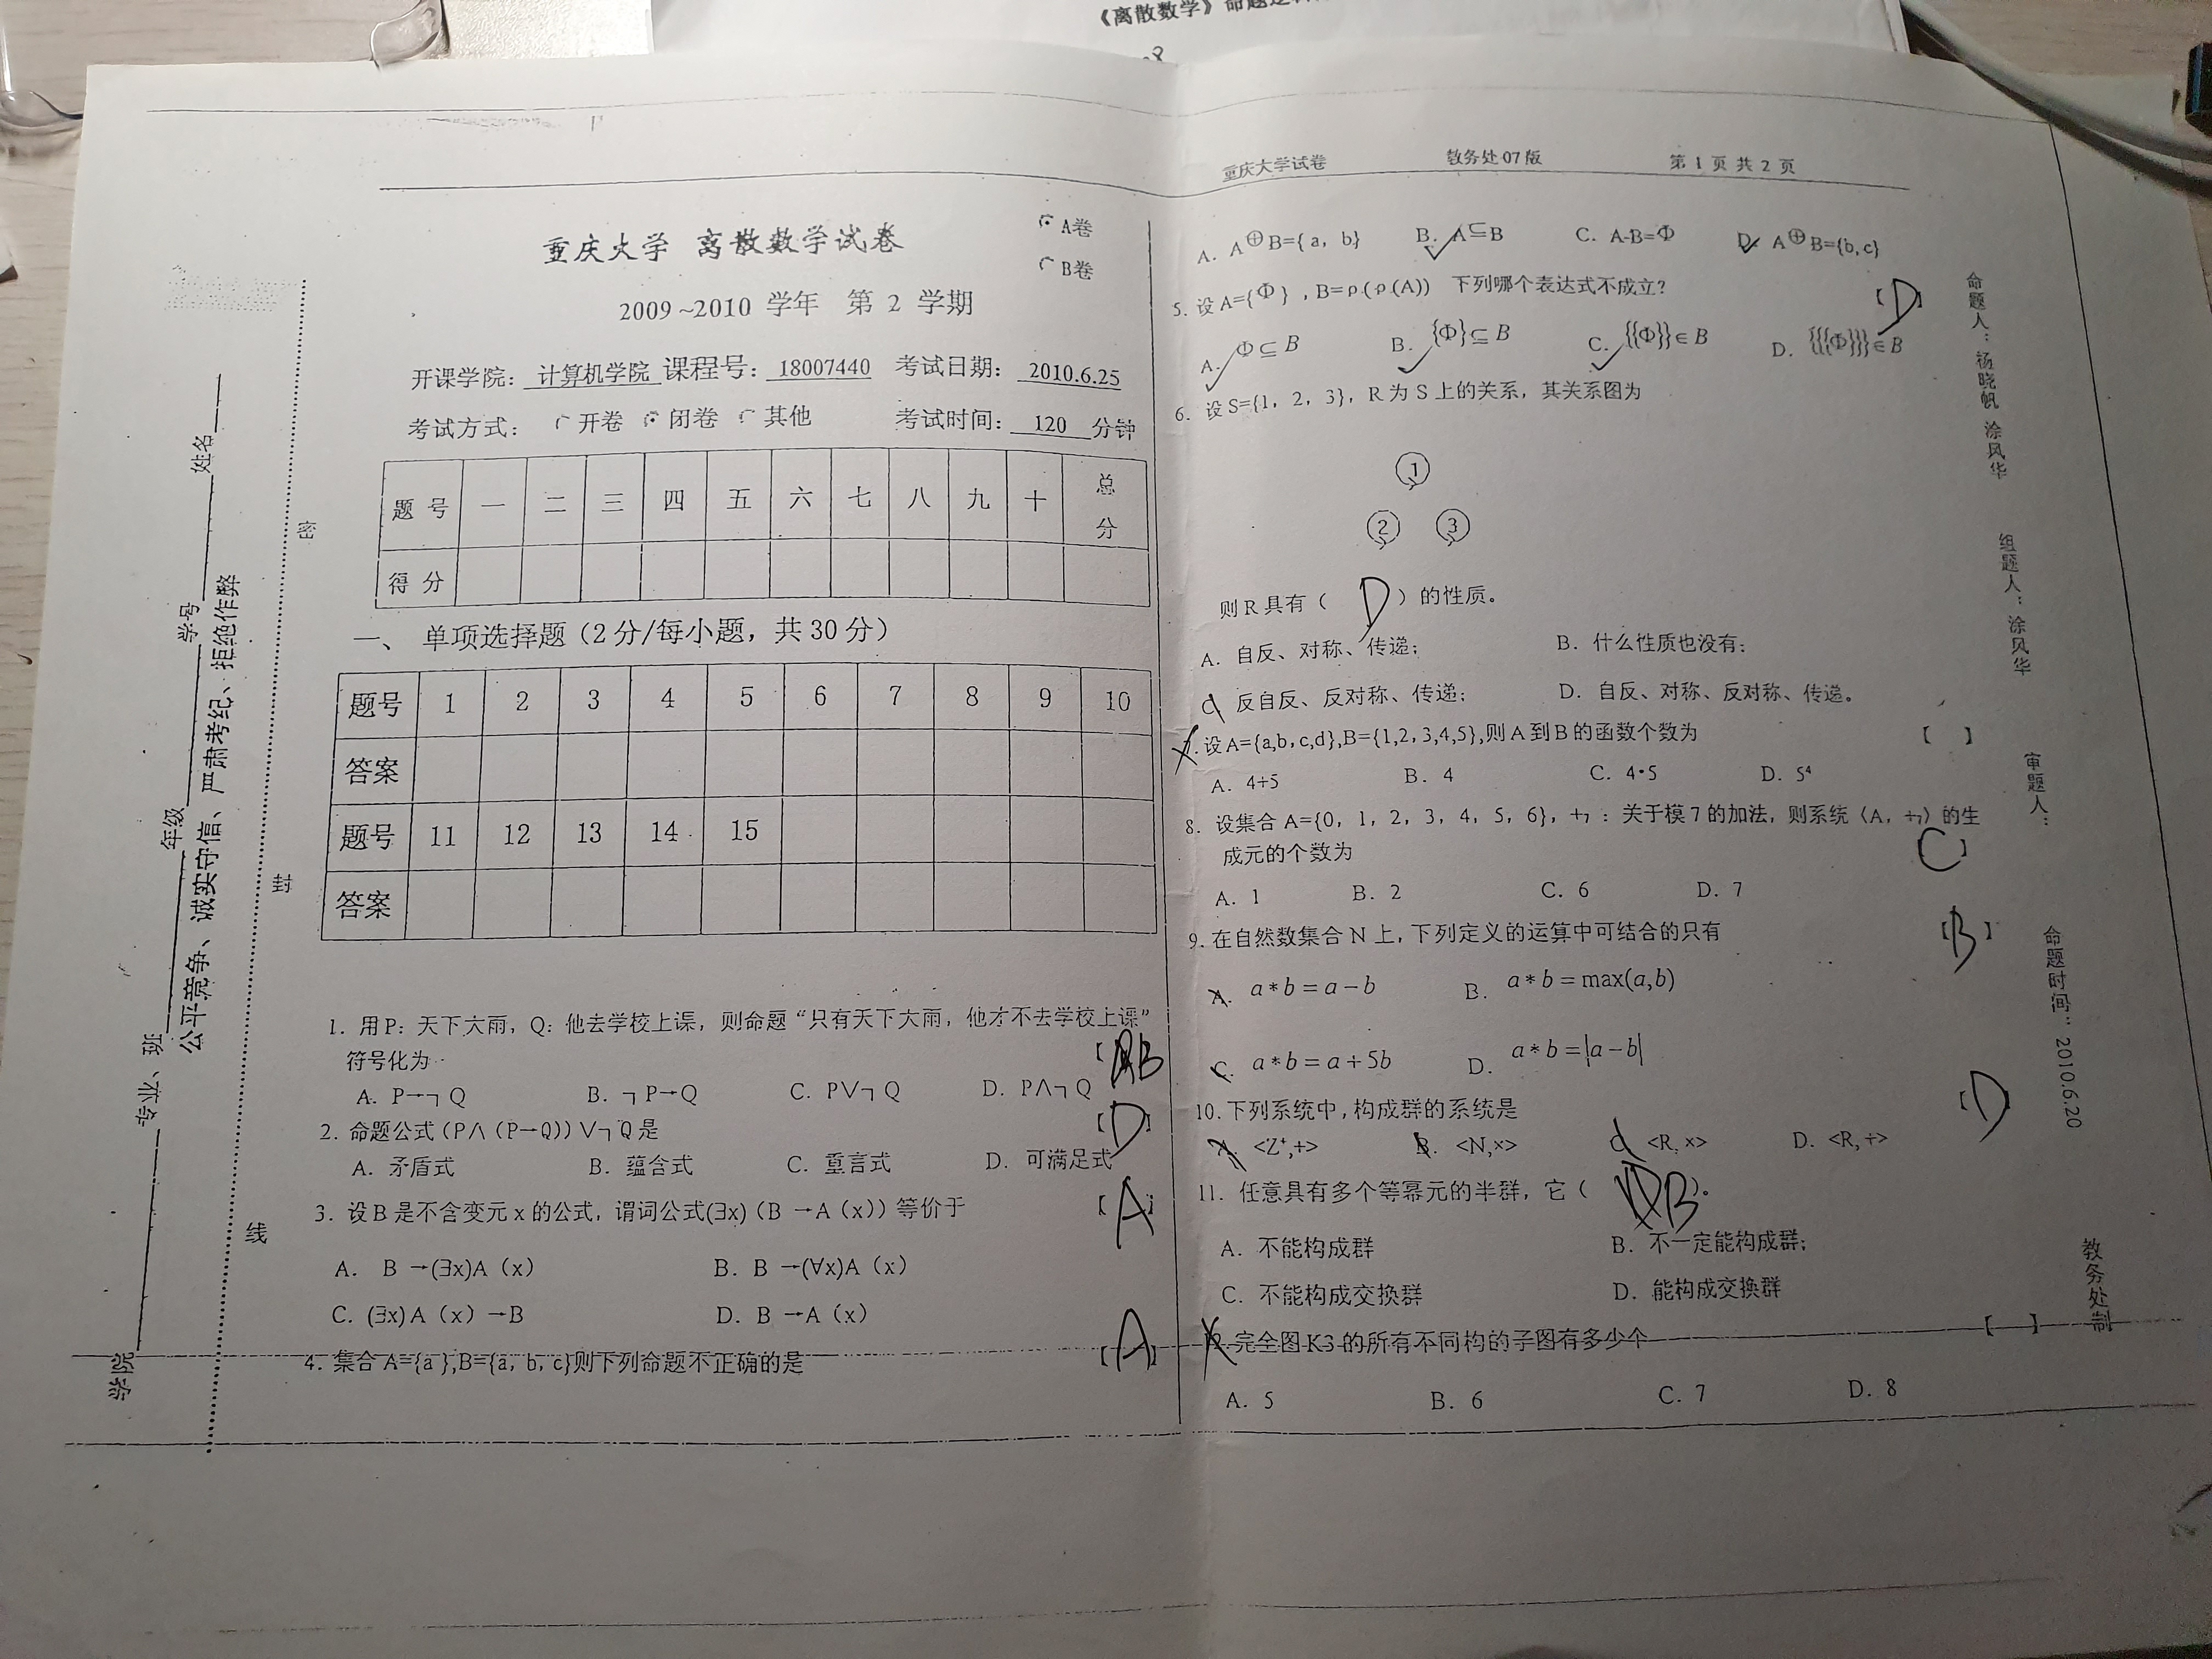 《离散数学》命题逻
重庆大学试卷 教务处07版 第 1 页 共 2 页
重庆大学 离散数学试卷
A卷
B卷
2009~2010 学年 第 2 学期
开课学院: 计算机学院 课程号: 18007440 考试日期: 2010.6.25
考试方式: 开卷 闭卷 其他 考试时间: 120 分钟
题 号 一 二 三 四 五 六 七 八 九 十 总分
得 分
一、 单项选择题(2分/每小题,共30分)
题号 1 2 3 4 5 6 7 8 9 10
答案
题号 11 12 13 14 15
答案
1. 用P: 天下大雨, Q: 他去学校上课, 则命题“只有天下大雨, 他才不去学校上课”
符号化为 【 B
A. P→¬Q B. ¬P→Q C. P∨¬Q D. P∧¬Q
2. 命题公式(P∧(P→Q))∨¬Q是 【D】
A. 矛盾式 B. 蕴含式 C. 重言式 D. 可满足式
3. 设B是不含变元x的公式, 谓词公式(∃x)(B→A(x))等价于 【A】
A. B→(∃x)A(x) B. B→(∀x)A(x)
C. (∃x)A(x)→B D. B→A(x)
4. 集合A={a},B={a, b, c}则下列命题不正确的是 【A】
A. A⊕B={a, b} B. A⊆B C. A-B=Φ D. A⊕B={b,c}
5. 设A={Φ}, B=ρ(ρ(A)) 下列哪个表达式不成立? 【D】
A. Φ⊆B B. {Φ}⊆B C. {{Φ}}∈B D. {{{Φ}}}∈B
6. 设S={1, 2, 3}, R为S上的关系, 其关系图为
1
2 3
则R具有( D )的性质。
A. 自反、对称、传递; B. 什么性质也没有;
C 反自反、反对称、传递; D. 自反、对称、反对称、传递。
7. 设A={a,b,c,d},B={1,2,3,4,5},则A到B的函数个数为 【 】
A. 4+5 B. 4 C. 4·5 D. 5⁴
8. 设集合A={0, 1, 2, 3, 4, 5, 6}, +₇: 关于模7的加法, 则系统〈A, +₇〉的生
成元的个数为 【C】
A. 1 B. 2 C. 6 D. 7
9. 在自然数集合N上, 下列定义的运算中可结合的只有 【B】
A. a*b=a-b B. a*b=max(a,b)
C. a*b=a+5b D. a*b=|a-b|
10. 下列系统中, 构成群的系统是 【D】
A. <Z⁺,+> B. <N,×> C <R,×> D. <R,+>
11. 任意具有多个等幂元的半群, 它( B )。
A. 不能构成群 B. 不一定能构成群;
C. 不能构成交换群 D. 能构成交换群
12. 完全图K3的所有不同构的子图有多少个 【 】
A. 5 B. 6 C. 7 D. 8
学院 专业、班 年级 学号 姓名
公平竞争、诚实守信、严肃考纪、拒绝作弊
密
封
线
命题人: 杨晓帆 涂风华
组题人: 涂风华
审题人:
命题时间: 2010.6.20
教务处制